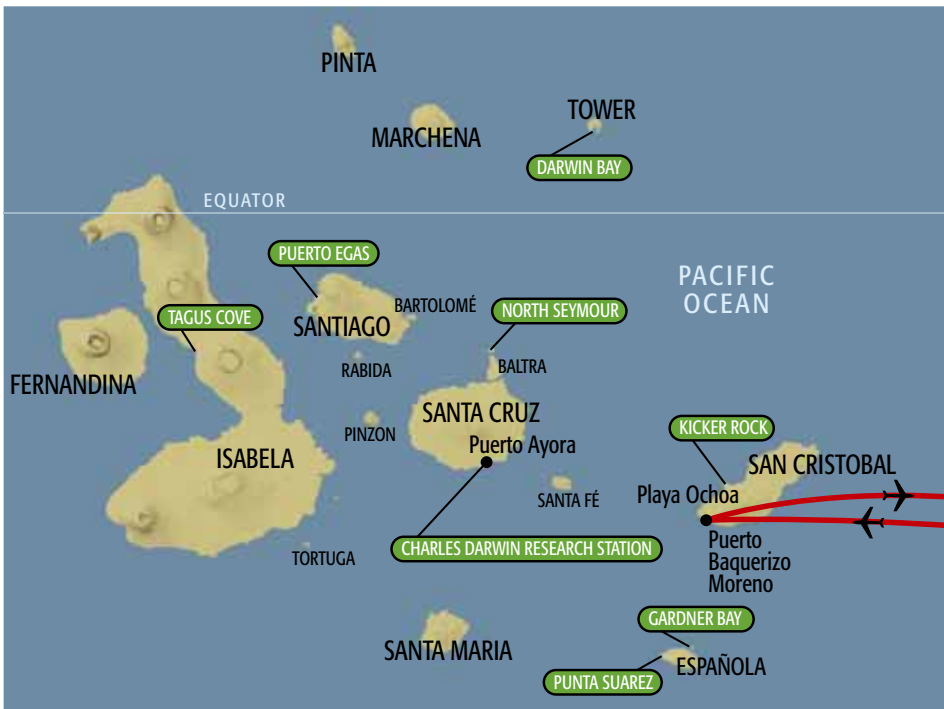 PINTA
TOWER
MARCHENA
DARWIN BAY
EQUATOR
PUERTO EGAS
PACIFIC
OCEAN
BARTOLOMÉ
NORTH SEYMOUR
TAGUS COVE
SANTIAGO
RABIDA
BALTRA
FERNANDINA
SANTA CRUZ
PINZON
Puerto Ayora
KICKER ROCK
ISABELA
SAN CRISTOBAL
SANTA FÉ
Playa Ochoa
TORTUGA
CHARLES DARWIN RESEARCH STATION
Puerto
Baquerizo
Moreno
GARDNER BAY
SANTA MARIA
ESPAÑOLA
PUNTA SUAREZ